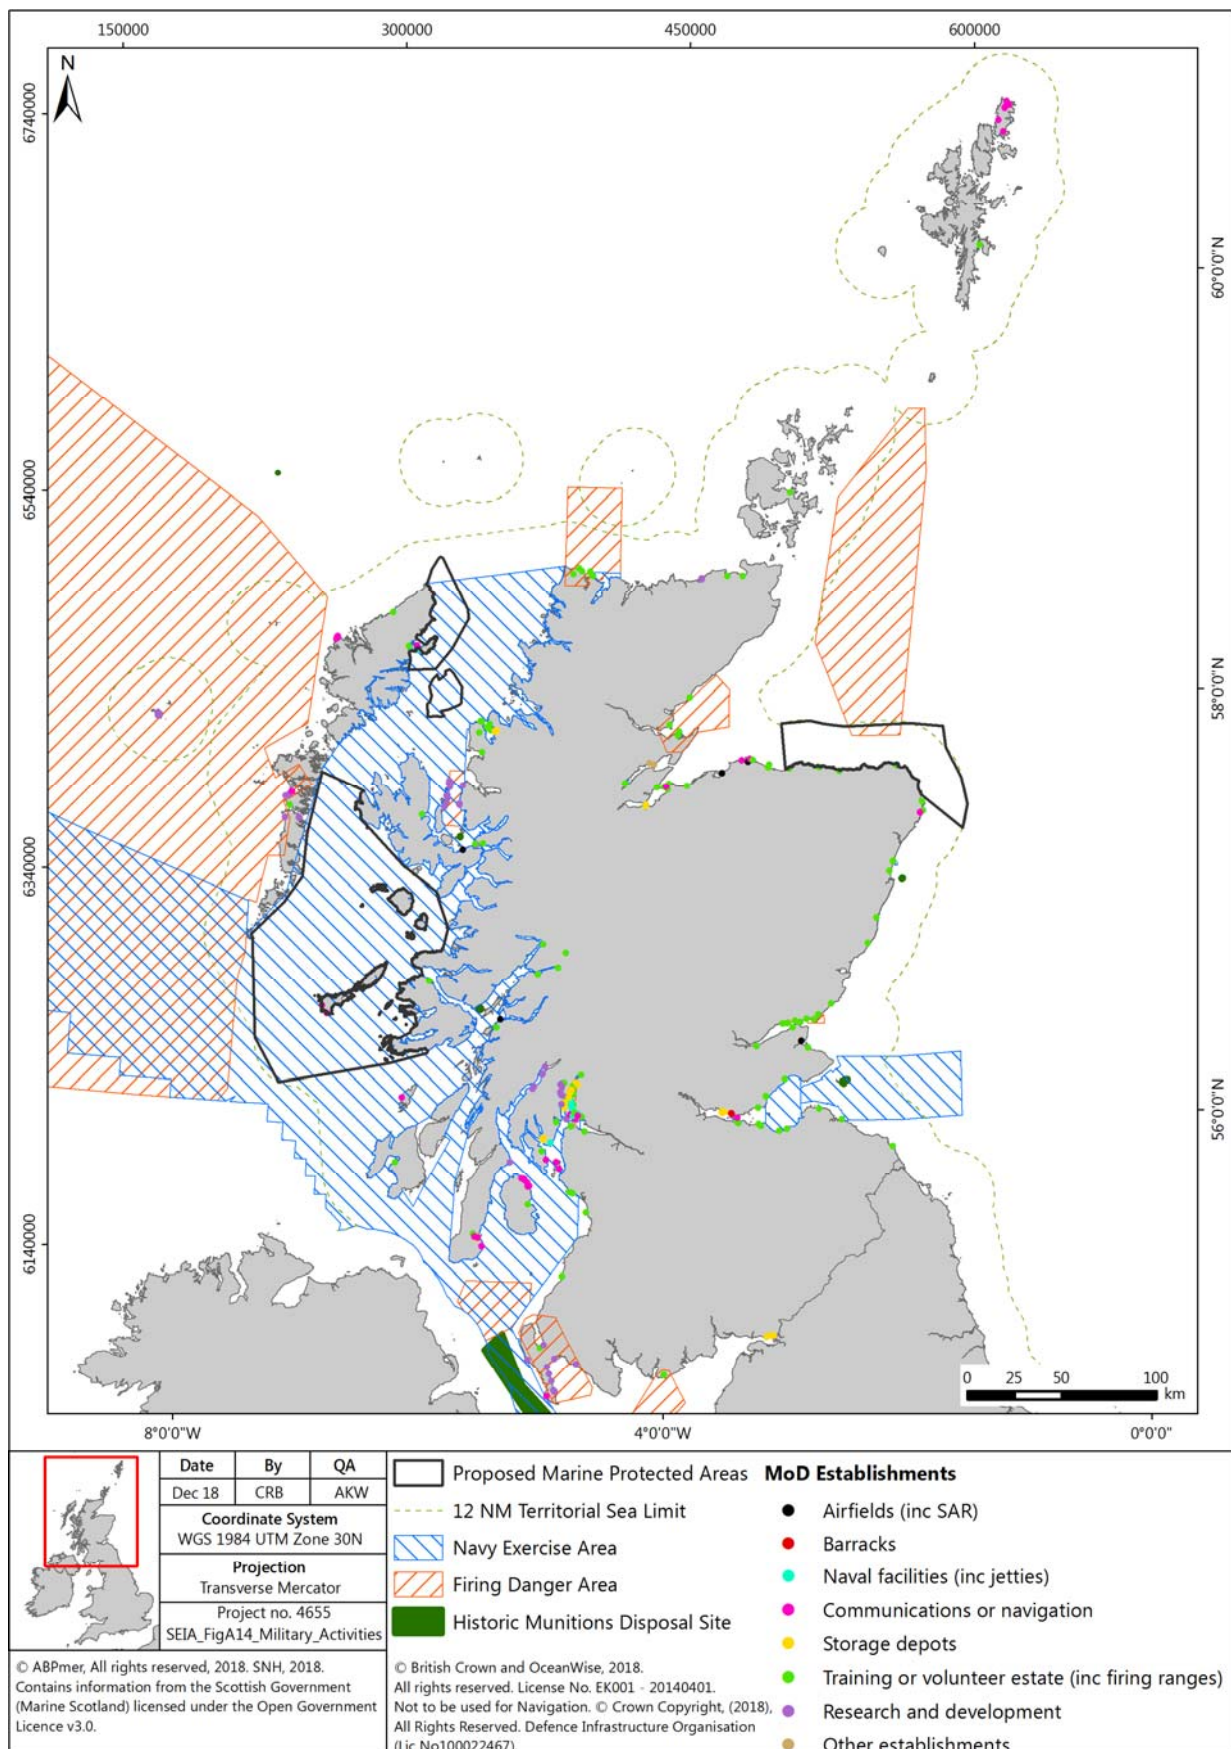 150000 300000 450000 600000
N
6740000
60°0'0"N
6540000
58°0'0"N
6340000
56°0'0"N
6140000
0 25 50 100
km
8°0'0"W 4°0'0"W 0°0'0"
Date By QA
Dec 18 CRB AKW
Coordinate System
WGS 1984 UTM Zone 30N
Projection
Transverse Mercator
Project no. 4655
SEIA_FigA14_Military_Activities
© ABPmer, All rights reserved, 2018. SNH, 2018.
Contains information from the Scottish Government
(Marine Scotland) licensed under the Open Government
Licence v3.0.
Proposed Marine Protected Areas
12 NM Territorial Sea Limit
Navy Exercise Area
Firing Danger Area
Historic Munitions Disposal Site
© British Crown and OceanWise, 2018.
All rights reserved. License No. EK001 - 20140401.
Not to be used for Navigation. © Crown Copyright, (2018),
All Rights Reserved. Defence Infrastructure Organisation
(Lic No100022467)
MoD Establishments
Airfields (inc SAR)
Barracks
Naval facilities (inc jetties)
Communications or navigation
Storage depots
Training or volunteer estate (inc firing ranges)
Research and development
Other establishments